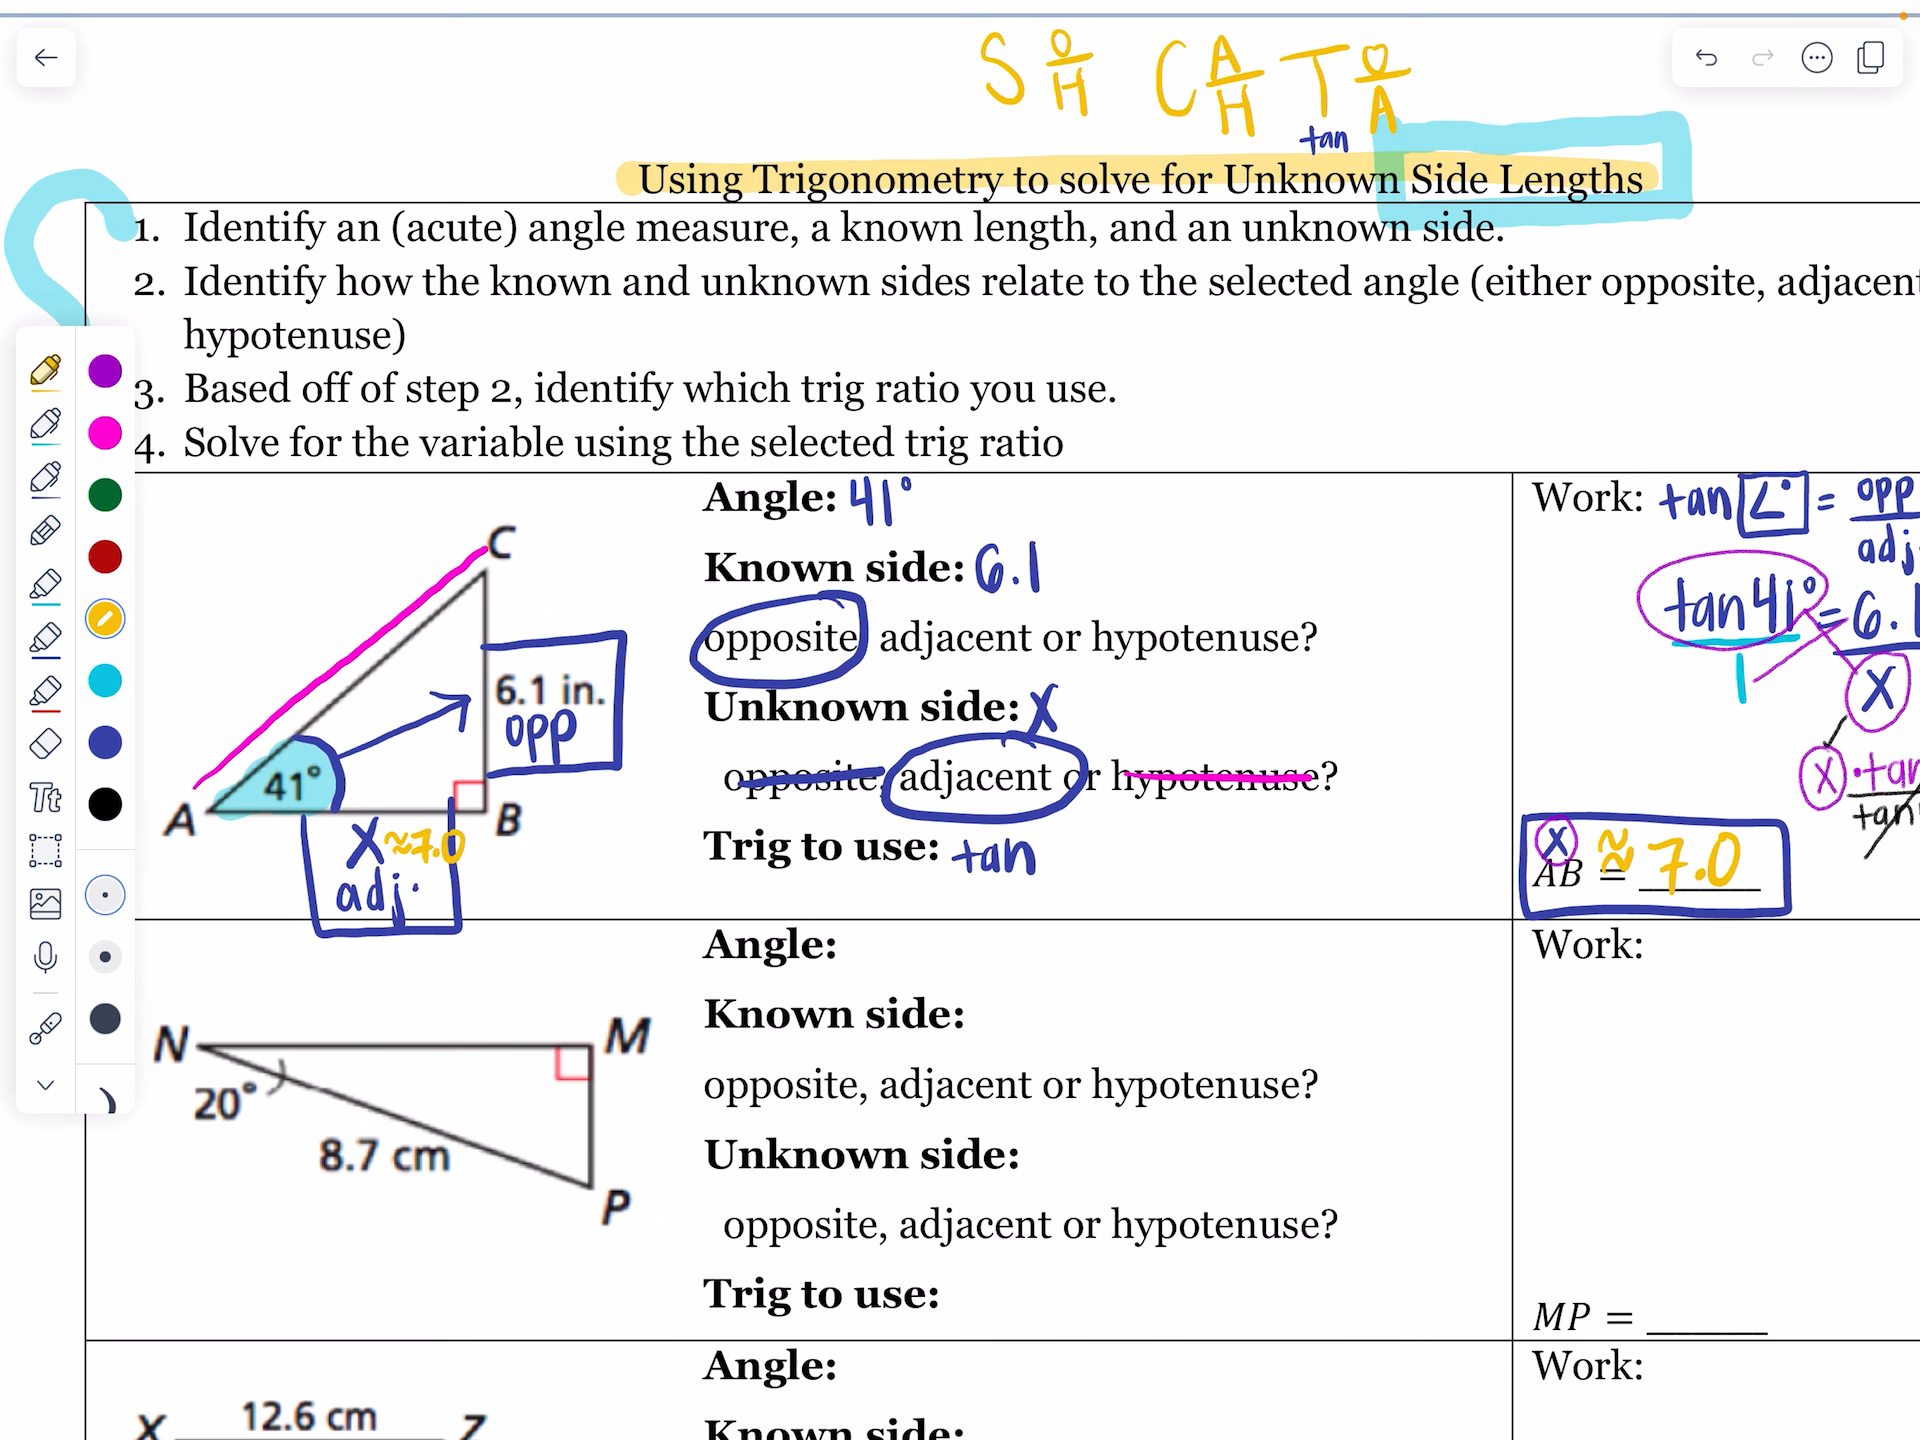 S O/H C A/H T O/A
tan
Using Trigonometry to solve for Unknown Side Lengths
1. Identify an (acute) angle measure, a known length, and an unknown side.
2. Identify how the known and unknown sides relate to the selected angle (either opposite, adjacent
hypotenuse)
3. Based off of step 2, identify which trig ratio you use.
4. Solve for the variable using the selected trig ratio
C
6.1 in.
opp
41°
A
B
x ≈7.0
adj.
Angle: 41°
Known side: 6.1
opposite, adjacent or hypotenuse?
Unknown side: x
opposite, adjacent or hypotenuse?
Trig to use: tan
Work: tan ∠° = opp/adj.
tan 41° = 6.1
1 x
x · tan
tan
x
AB = ≈ 7.0
N
M
20°
8.7 cm
P
Angle:
Known side:
opposite, adjacent or hypotenuse?
Unknown side:
opposite, adjacent or hypotenuse?
Trig to use:
Work:
MP = ______
X 12.6 cm Z
Angle:
Known side:
Work:
Tt